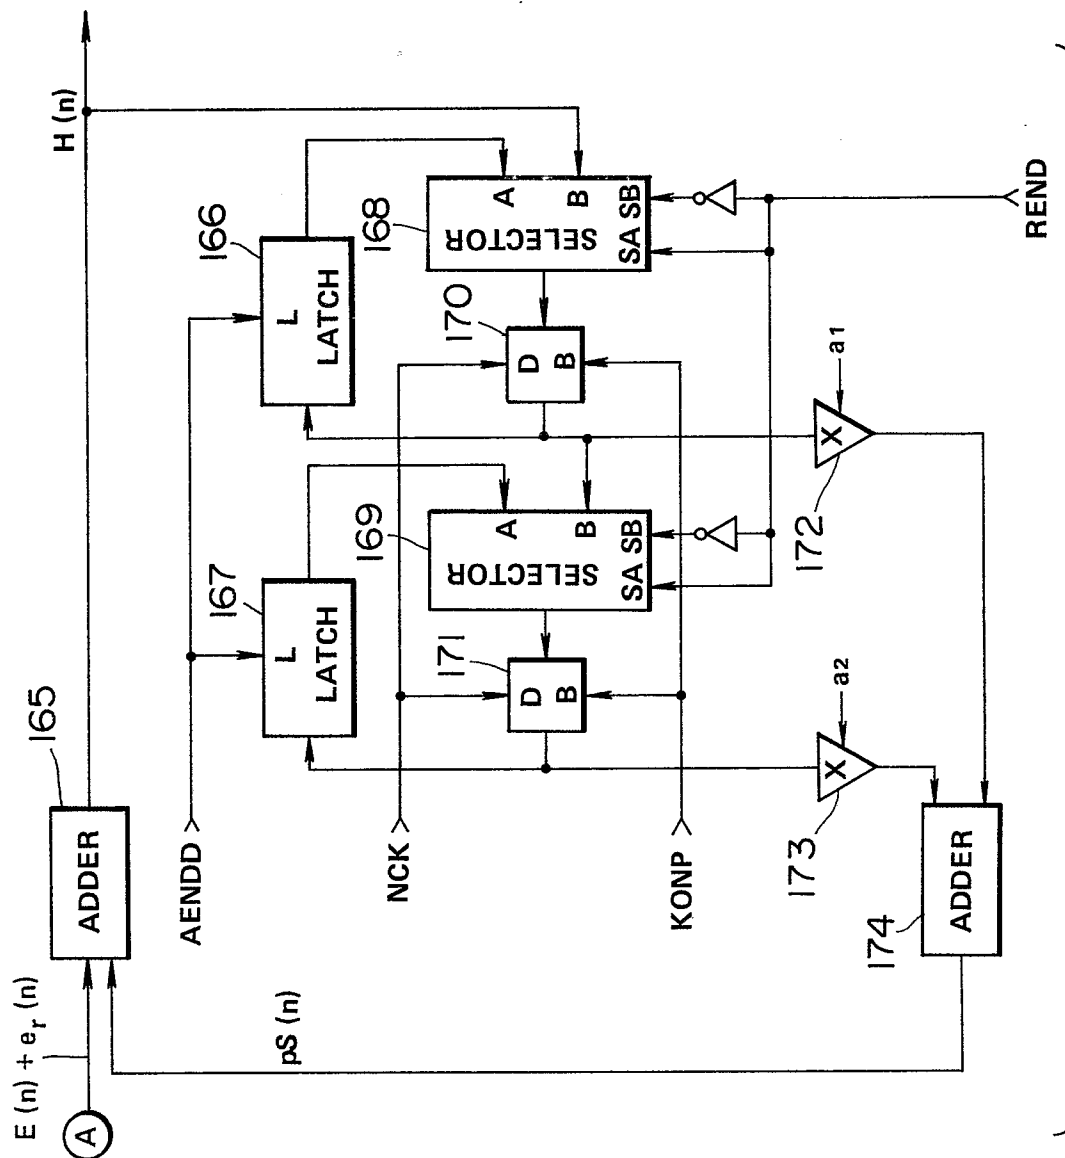 E (n) + e_r (n)
A
ADDER
165
H (n)
pS (n)
AENDD
167
L
LATCH
166
L
LATCH
NCK
169
A
B
SELECTOR
SA SB
168
A
B
SELECTOR
SA SB
171
D
B
170
D
B
KONP
REND
a2
X
173
a1
X
172
174
ADDER